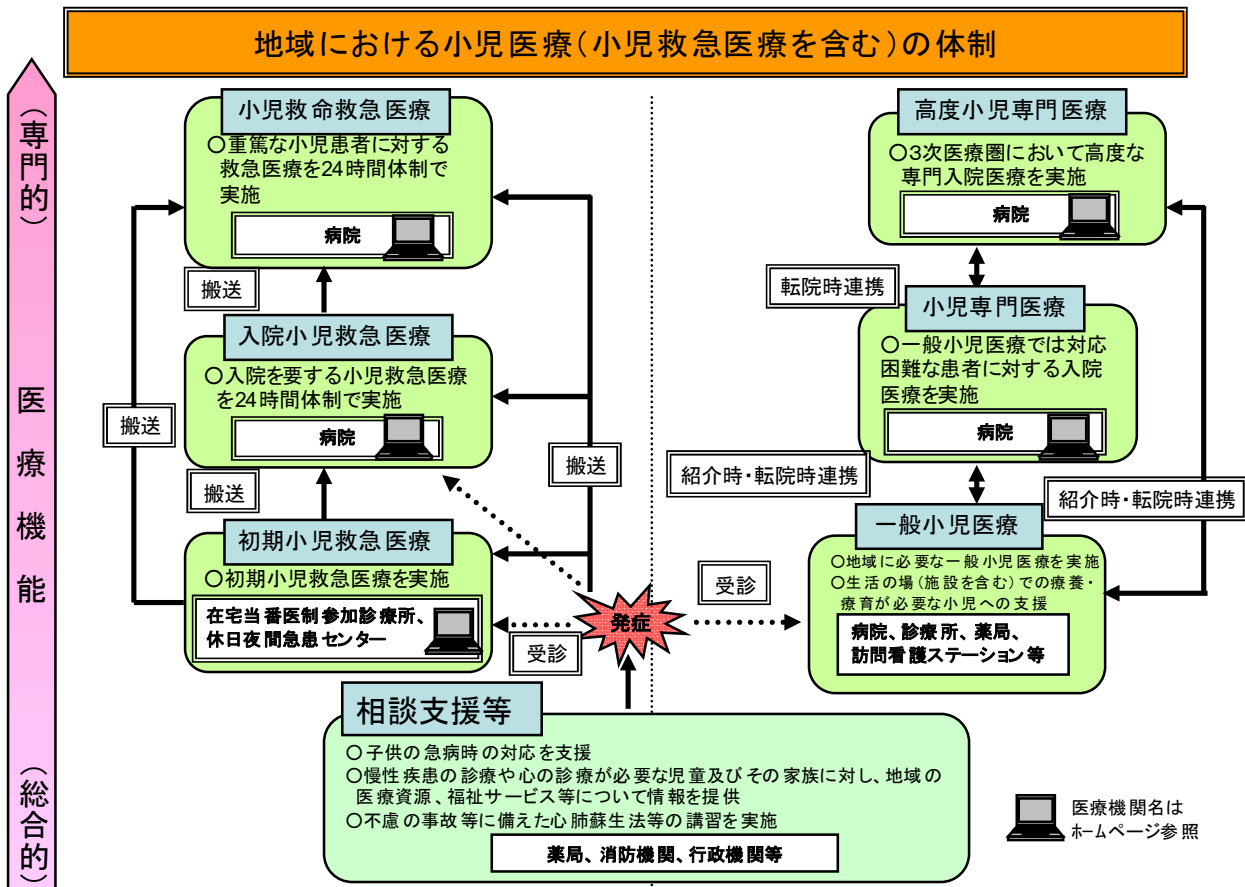 地域における小児医療(小児救急医療を含む)の体制
(専門的)
医療機能
(総合的)
小児救命救急医療
○重篤な小児患者に対する
救急医療を24時間体制で
実施
病院
搬送
入院小児救急医療
○入院を要する小児救急医療
を24時間体制で実施
病院
搬送
搬送
搬送
初期小児救急医療
○初期小児救急医療を実施
在宅当番医制参加診療所、
休日夜間急患センター
受診
発症
受診
高度小児専門医療
○3次医療圏において高度な
専門入院医療を実施
病院
転院時連携
小児専門医療
○一般小児医療では対応
困難な患者に対する入院
医療を実施
病院
紹介時・転院時連携
紹介時・転院時連携
一般小児医療
○地域に必要な一般小児医療を実施
○生活の場(施設を含む)での療養・
療育が必要な小児への支援
病院、診療所、薬局、
訪問看護ステーション等
相談支援等
○子供の急病時の対応を支援
○慢性疾患の診療や心の診療が必要な児童及びその家族に対し、地域の
医療資源、福祉サービス等について情報を提供
○不慮の事故等に備えた心肺蘇生法等の講習を実施
薬局、消防機関、行政機関等
医療機関名は
ホームページ参照